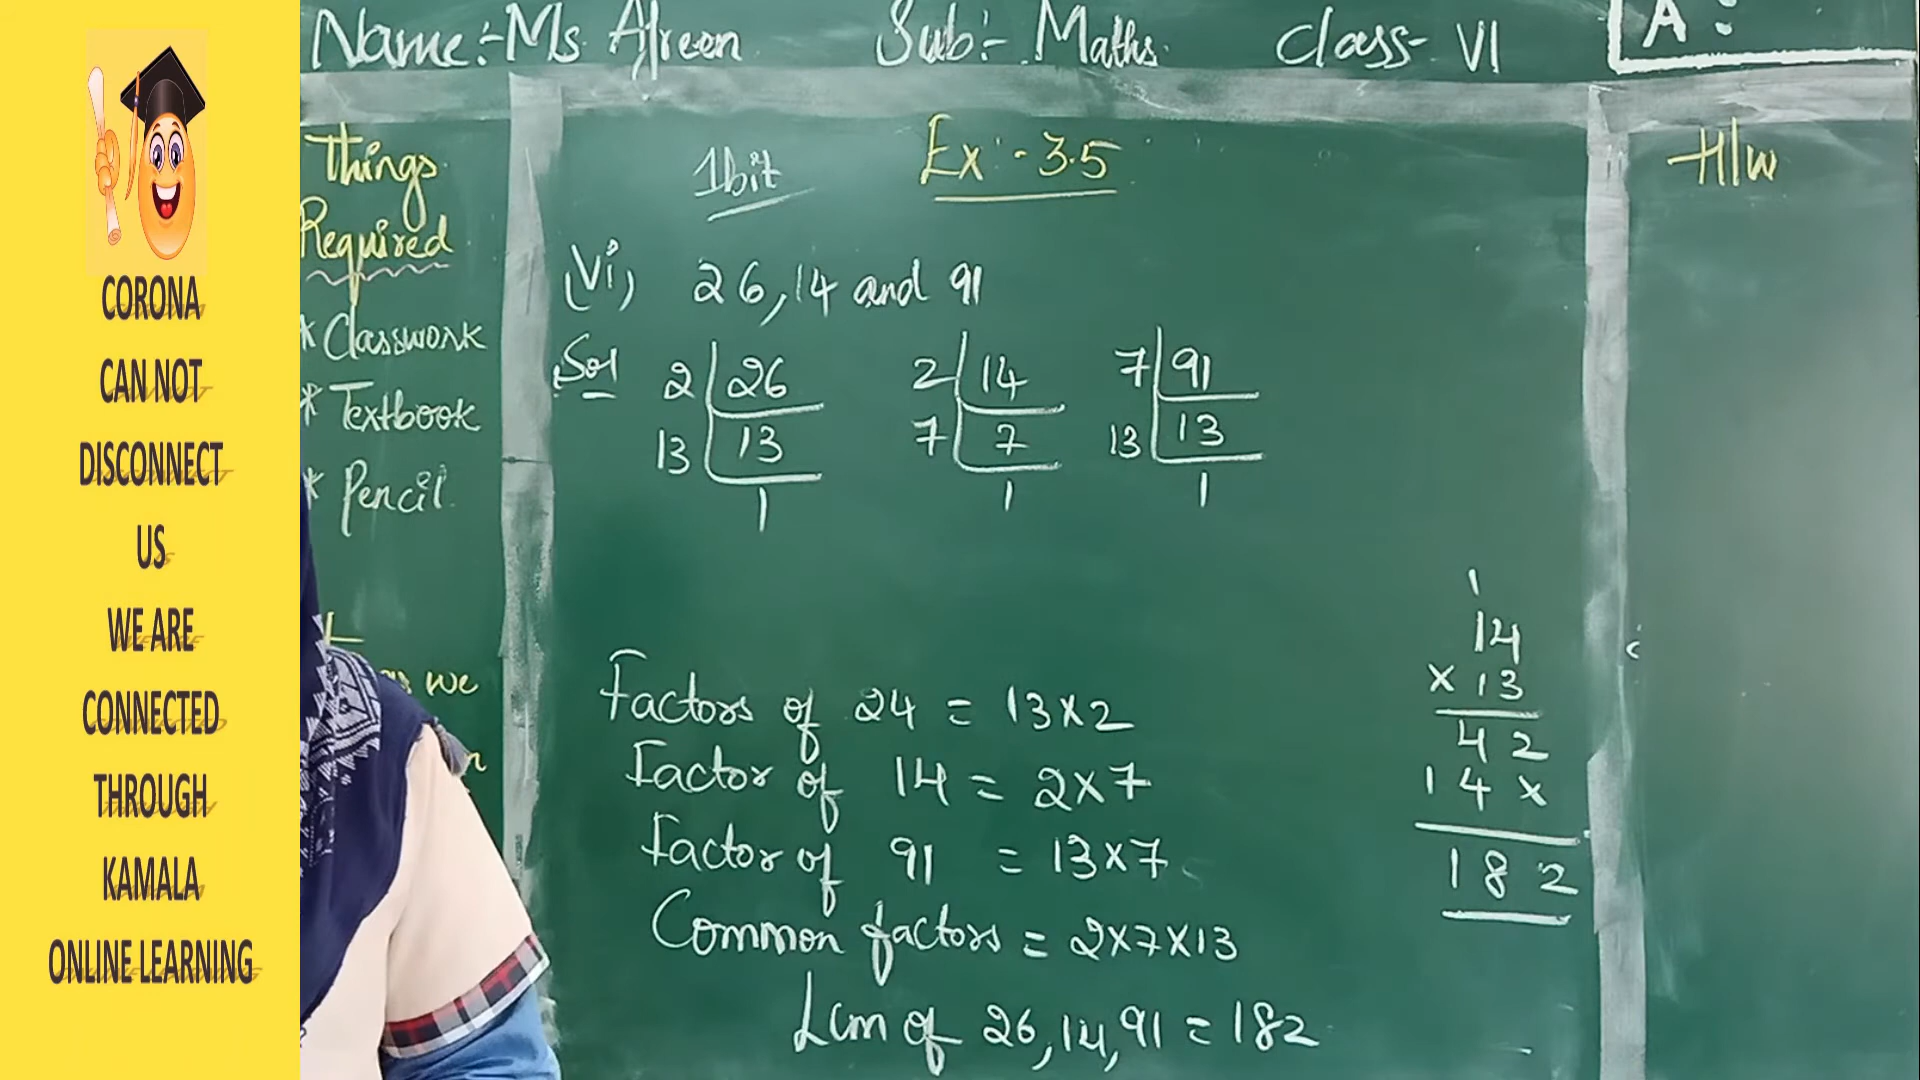 CORONA
CAN NOT
DISCONNECT
US
WE ARE
CONNECTED
THROUGH
KAMALA
ONLINE LEARNING
Name:- Ms Afreen Sub:- Maths. Class- VI A:
Things
Required
* Classwork
* Textbook
* Pencil.
we
1bit Ex:-3.5
(Vi) 26, 14 and 91
Sol 2 26 2 14 7 91
13 13 7 7 13 13
1 1 1
Factors of 24 = 13×2
Factor of 14 = 2×7
Factor of 91 = 13×7
Common factors = 2×7×13
Lcm of 26, 14, 91 = 182
1
14
×13
42
14×
182
H/w